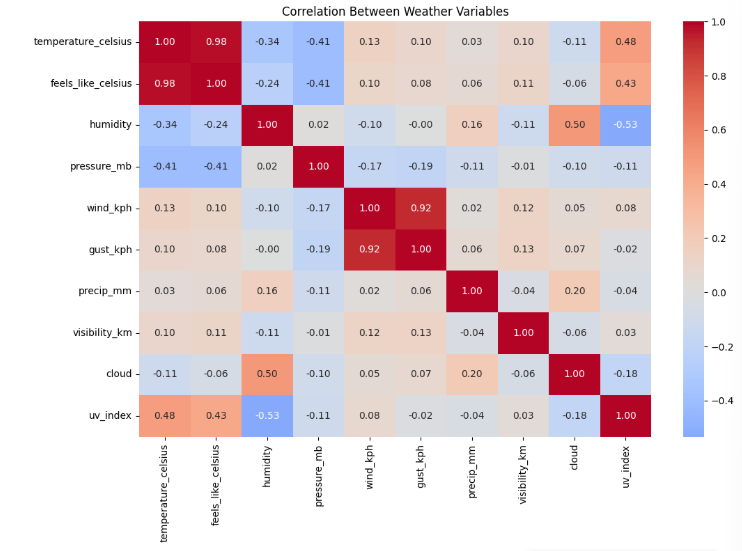 Correlation Between Weather Variables
temperature_celsius 1.00 0.98 -0.34 -0.41 0.13 0.10 0.03 0.10 -0.11 0.48
feels_like_celsius 0.98 1.00 -0.24 -0.41 0.10 0.08 0.06 0.11 -0.06 0.43
humidity -0.34 -0.24 1.00 0.02 -0.10 -0.00 0.16 -0.11 0.50 -0.53
pressure_mb -0.41 -0.41 0.02 1.00 -0.17 -0.19 -0.11 -0.01 -0.10 -0.11
wind_kph 0.13 0.10 -0.10 -0.17 1.00 0.92 0.02 0.12 0.05 0.08
gust_kph 0.10 0.08 -0.00 -0.19 0.92 1.00 0.06 0.13 0.07 -0.02
precip_mm 0.03 0.06 0.16 -0.11 0.02 0.06 1.00 -0.04 0.20 -0.04
visibility_km 0.10 0.11 -0.11 -0.01 0.12 0.13 -0.04 1.00 -0.06 0.03
cloud -0.11 -0.06 0.50 -0.10 0.05 0.07 0.20 -0.06 1.00 -0.18
uv_index 0.48 0.43 -0.53 -0.11 0.08 -0.02 -0.04 0.03 -0.18 1.00
temperature_celsius
feels_like_celsius
humidity
pressure_mb
wind_kph
gust_kph
precip_mm
visibility_km
cloud
uv_index
1.0
0.8
0.6
0.4
0.2
0.0
−0.2
−0.4